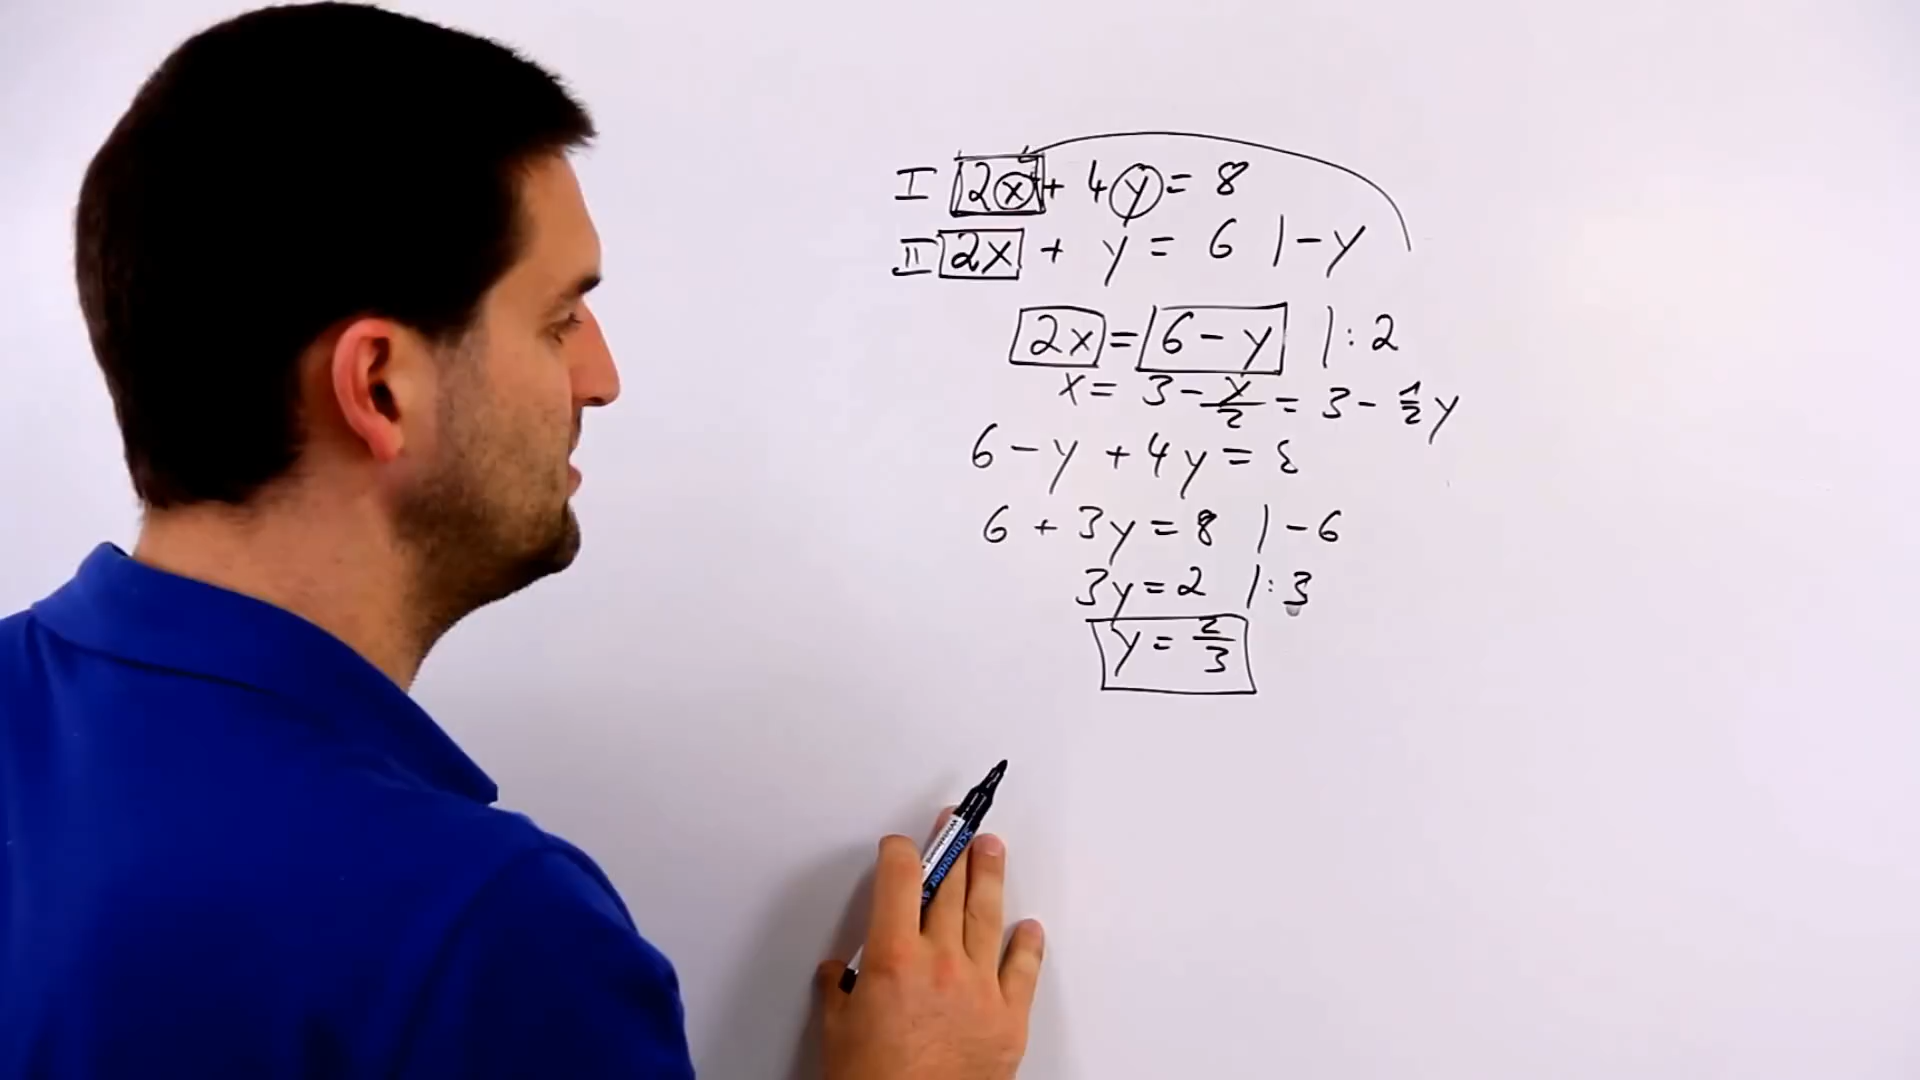 I 2x + 4y = 8
II 2x + y = 6 | - y
2x = 6 - y | : 2
x = 3 - y/2 = 3 - 1/2 y
6 - y + 4y = 8
6 + 3y = 8 | - 6
3y = 2 | : 3
y = 2/3
Schneider